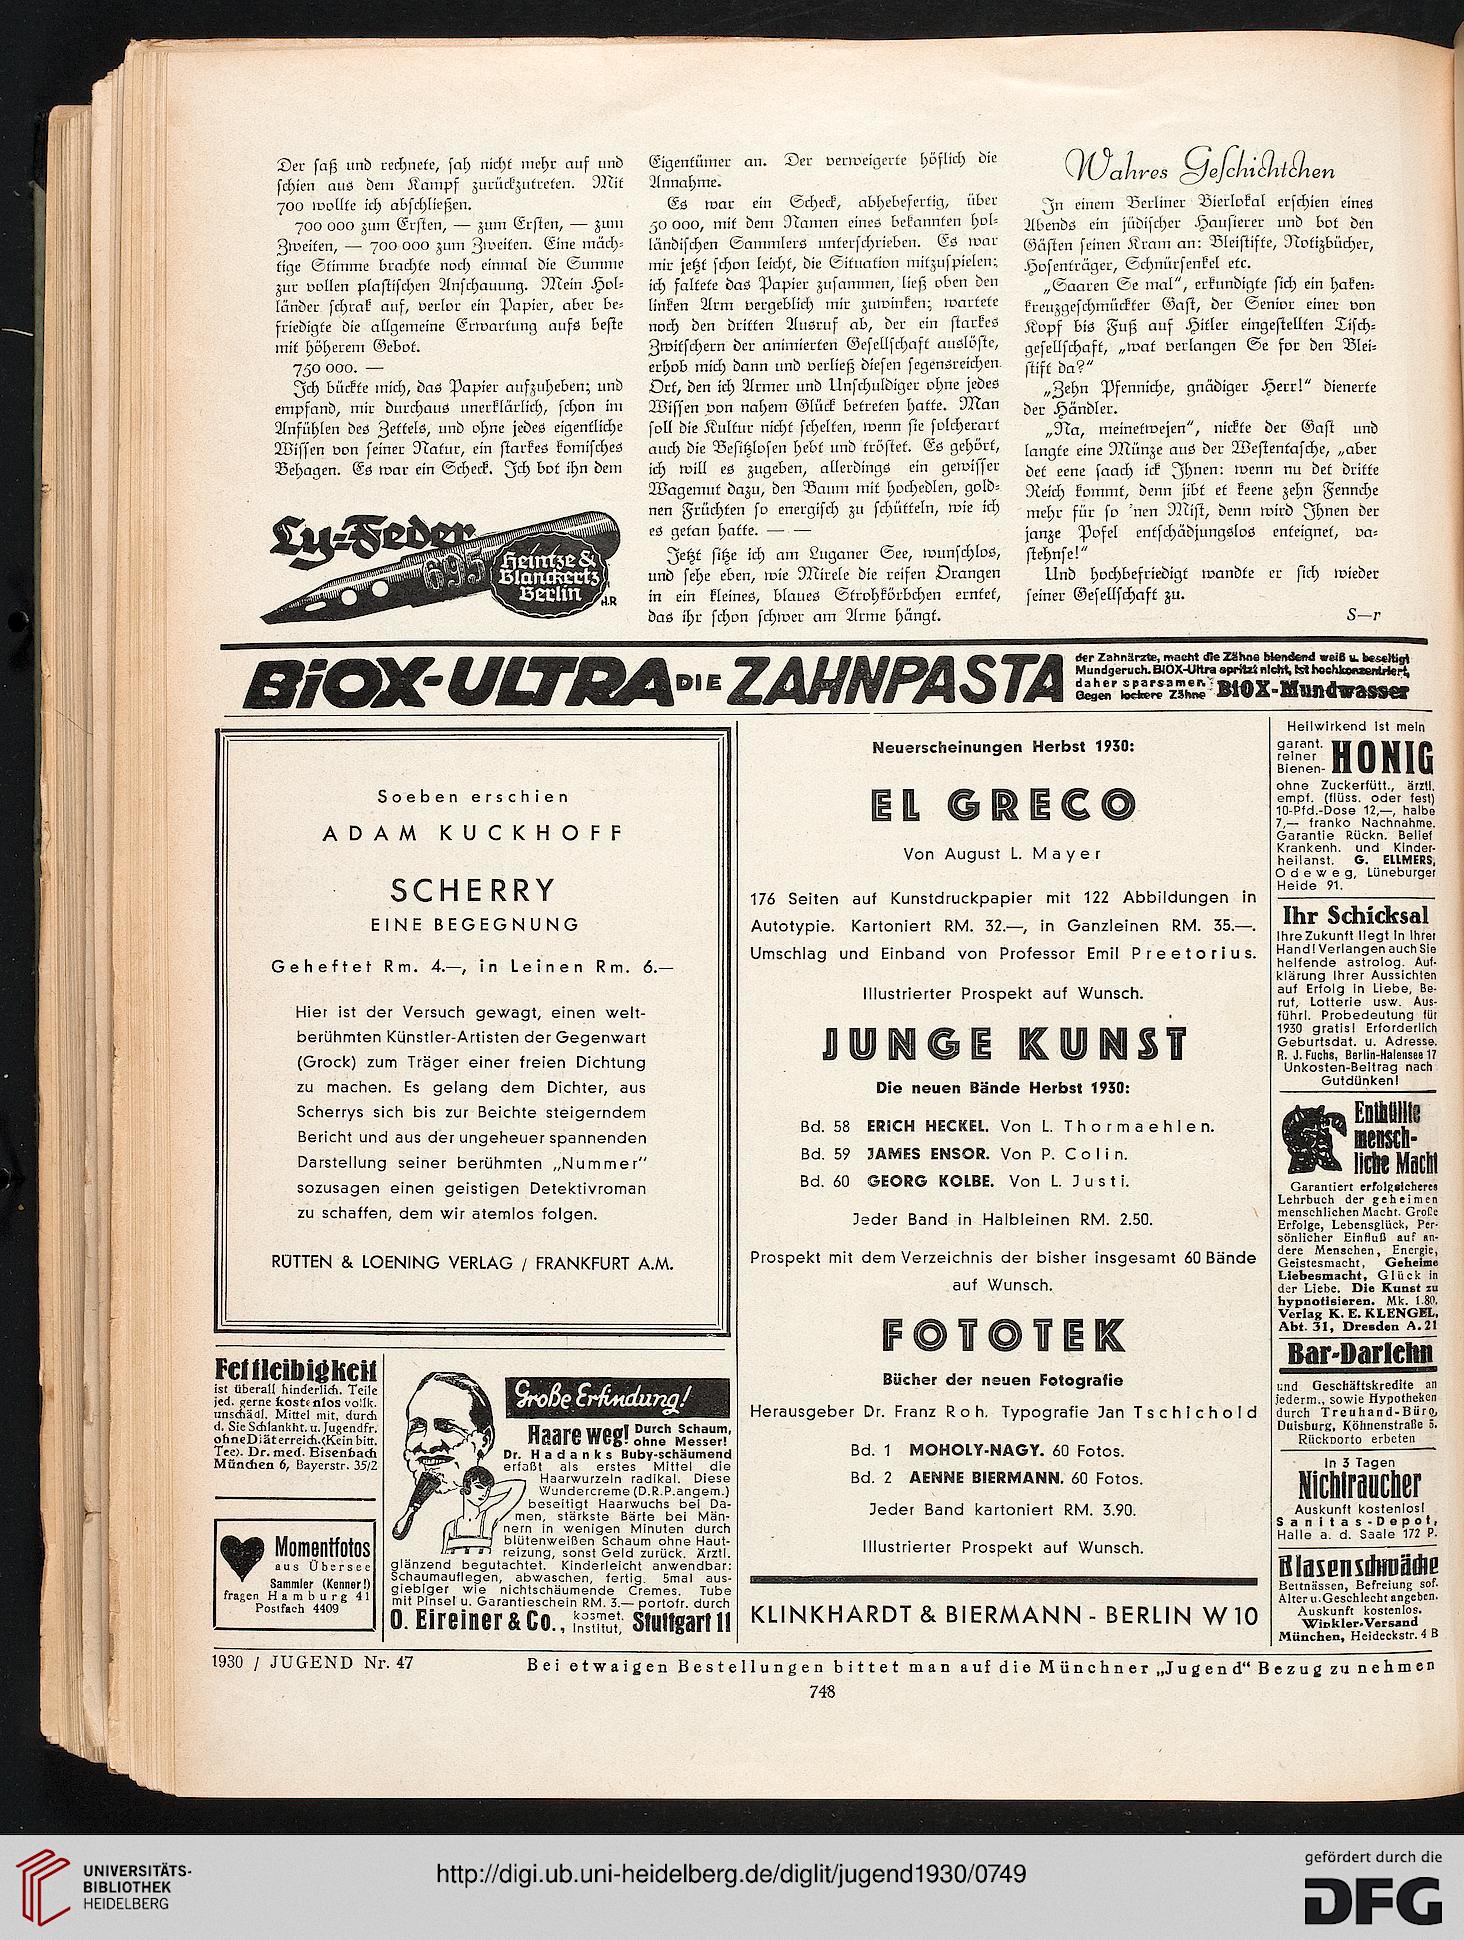 Der saß und rechnete, sah nicht mehr auf und
schien aus dem Kampf zurückzutreten. Mit
700 wollte ich abschließen.
700 000 zum Ersten, — zum Ersten, — zum
Zweiten, — 700 000 zum Zweiten. Eine mäch-
tige Stimme brachte noch einmal die Summe
zur vollen plastischen Anschauung. Mein Hol-
länder schrak auf, verlor ein Papier, aber be-
friedigte die allgemeine Erwartung aufs beste
mit höherem Gebot.
750 000. —
Ich bückte mich, das Papier aufzuheben; und
empfand, mir durchaus unerklärlich, schon im
Anfühlen des Zettels, und ohne jedes eigentliche
Wissen von seiner Natur, ein starkes komisches
Behagen. Es war ein Scheck. Ich bot ihn dem
Ly-Feder
695
Heintze &
Blanckertz
Berlin
H.R
Eigentümer an. Der verweigerte höflich die
Annahme.
Es war ein Scheck, abhebefertig, über
50 000, mit dem Namen eines bekannten hol-
ländischen Sammlers unterschrieben. Es war
mir jetzt schon leicht, die Situation mitzuspielen;
ich faltete das Papier zusammen, ließ oben den
linken Arm vergeblich mir zuwinken; wartete
noch den dritten Ausruf ab, der ein starkes
Zwitschern der animierten Gesellschaft auslöste,
erhob mich dann und verließ diesen segensreichen
Ort, den ich Armer und Unschuldiger ohne jedes
Wissen von nahem Glück betreten hatte. Man
soll die Kultur nicht schelten, wenn sie solcherart
auch die Besitzlosen hebt und tröstet. Es gehört,
ich will es zugeben, allerdings ein gewisser
Wagemut dazu, den Baum mit hochedlen, gold-
nen Früchten so energisch zu schütteln, wie ich
es getan hatte. — —
Jetzt sitze ich am Luganer See, wunschlos,
und sehe eben, wie Mirele die reifen Orangen
in ein kleines, blaues Strohkörbchen erntet,
das ihr schon schwer am Arme hängt.
Wahres Geschichtchen
In einem Berliner Bierlokal erschien eines
Abends ein jüdischer Hausierer und bot den
Gästen seinen Kram an: Bleistifte, Notizbücher,
Hosenträger, Schnürsenkel etc.
„Saaren Se mal“, erkundigte sich ein haken-
kreuzgeschmückter Gast, der Senior einer von
Kopf bis Fuß auf Hitler eingestellten Tisch-
gesellschaft, „wat verlangen Se for den Blei-
stift da?“
„Zehn Pfenniche, gnädiger Herr!“ dienerte
der Händler.
„Na, meinetwejen“, nickte der Gast und
langte eine Münze aus der Westentasche, „aber
det eene saach ick Ihnen: wenn nu det dritte
Reich kommt, denn jibt et keene zehn Fennche
mehr für so 'nen Mist, denn wird Ihnen der
janze Pofel entschädjungslos enteignet, va-
stehnse!“
Und hochbefriedigt wandte er sich wieder
seiner Gesellschaft zu.
S—r
BiOX-ULTRA DIE ZAHNPASTA
der Zahnärzte, macht die Zähne blendend weiß u. beseitigt
Mundgeruch. BIOX-Ultra spritzt nicht, ist hochkonzentriert,
daher sparsamer.
Gegen lockere Zähne BIOX-Mundwasser
Soeben erschien
ADAM KUCKHOFF
SCHERRY
EINE BEGEGNUNG
Geheftet Rm. 4.—, in Leinen Rm. 6.—
Hier ist der Versuch gewagt, einen welt-
berühmten Künstler-Artisten der Gegenwart
(Grock) zum Träger einer freien Dichtung
zu machen. Es gelang dem Dichter, aus
Scherrys sich bis zur Beichte steigerndem
Bericht und aus der ungeheuer spannenden
Darstellung seiner berühmten „Nummer“
sozusagen einen geistigen Detektivroman
zu schaffen, dem wir atemlos folgen.
RÜTTEN & LOENING VERLAG / FRANKFURT A.M.
Fettleibigkeit
ist überall hinderlich. Teile
jed. gerne kostenlos vollk.
unschädl. Mittel mit, durch
d. Sie Schlankht. u. Jugendfr.
ohne Diät erreich. (Kein bitt.
Tee). Dr. med. Eisenbach
München 6, Bayerstr. 35/2
Momentfotos
aus Übersee
Sammler (Kenner!)
fragen Hamburg 41
Postfach 4409
Große Erfindung!
Haare weg! Durch Schaum,
ohne Messer!
Dr. Hadanks Buby-schäumend
erfaßt als erstes Mittel die
Haarwurzeln radikal. Diese
Wundercreme (D.R.P. angem.)
beseitigt Haarwuchs bei Da-
men, stärkste Bärte bei Män-
nern in wenigen Minuten durch
blütenweißen Schaum ohne Haut-
reizung, sonst Geld zurück. Ärztl.
glänzend begutachtet. Kinderleicht anwendbar:
Schaumauflegen, abwaschen, fertig. 5mal aus-
giebiger wie nichtschäumende Cremes. Tube
mit Pinsel u. Garantieschein RM. 3.— portofr. durch
O. Eireiner & Co., kosmet. Institut, Stuttgart 11
Neuerscheinungen Herbst 1930:
EL GRECO
Von August L. Mayer
176 Seiten auf Kunstdruckpapier mit 122 Abbildungen in
Autotypie. Kartoniert RM. 32.—, in Ganzleinen RM. 35.—.
Umschlag und Einband von Professor Emil Preetorius.
Illustrierter Prospekt auf Wunsch.
JUNGE KUNST
Die neuen Bände Herbst 1930:
Bd. 58 ERICH HECKEL. Von L. Thormaehlen.
Bd. 59 JAMES ENSOR. Von P. Colin.
Bd. 60 GEORG KOLBE. Von L. Justi.
Jeder Band in Halbleinen RM. 2.50.
Prospekt mit dem Verzeichnis der bisher insgesamt 60 Bände
auf Wunsch.
FOTOTEK
Bücher der neuen Fotografie
Herausgeber Dr. Franz Roh. Typografie Jan Tschichold
Bd. 1 MOHOLY-NAGY. 60 Fotos.
Bd. 2 AENNE BIERMANN. 60 Fotos.
Jeder Band kartoniert RM. 3.90.
Illustrierter Prospekt auf Wunsch.
KLINKHARDT & BIERMANN - BERLIN W 10
Heilwirkend ist mein
garant.
reiner
Bienen-
HONIG
ohne Zuckerfütt., ärztl.
empf. (flüss. oder fest)
10-Pfd.-Dose 12,—, halbe
7,— franko Nachnahme.
Garantie Rückn. Belief.
Krankenh. und Kinder-
heilanst. G. ELLMERS,
Odeweg, Lüneburger
Heide 91.
Ihr Schicksal
Ihre Zukunft liegt in Ihrer
Hand! Verlangen auch Sie
helfende astrolog. Auf-
klärung Ihrer Aussichten
auf Erfolg in Liebe, Be-
ruf, Lotterie usw. Aus-
führl. Probedeutung für
1930 gratis! Erforderlich
Geburtsdat. u. Adresse.
R. J. Fuchs, Berlin-Halensee 17
Unkosten-Beitrag nach
Gutdünken!
Enthüllte
mensch-
liche Macht
Garantiert erfolgsicheres
Lehrbuch der geheimen
menschlichen Macht. Große
Erfolge, Lebensglück, Per-
sönlicher Einfluß auf an-
dere Menschen, Energie,
Geistesmacht, Geheime
Liebesmacht, Glück in
der Liebe. Die Kunst zu
hypnotisieren. Mk. 1.80.
Verlag K. E. KLENGEL,
Abt. 31, Dresden A. 21
Bar-Darlehn
und Geschäftskredite an
jederm., sowie Hypotheken
durch Treuhand-Büro,
Duisburg, Köhnenstraße 5.
Rückporto erbeten
In 3 Tagen
Nichtraucher
Auskunft kostenlos!
Sanitas-Depot,
Halle a. d. Saale 172 P.
Blasenschwäche
Bettnässen, Befreiung sof.
Alter u. Geschlecht angeben.
Auskunft kostenlos.
Winkler-Versand
München, Heideckstr. 4 B
1930 / JUGEND Nr. 47
Bei etwaigen Bestellungen bittet man auf die Münchner „Jugend“ Bezug zu nehmen
748
UNIVERSITÄTS-
BIBLIOTHEK
HEIDELBERG
http://digi.ub.uni-heidelberg.de/diglit/jugend1930/0749
gefördert durch die
DFG